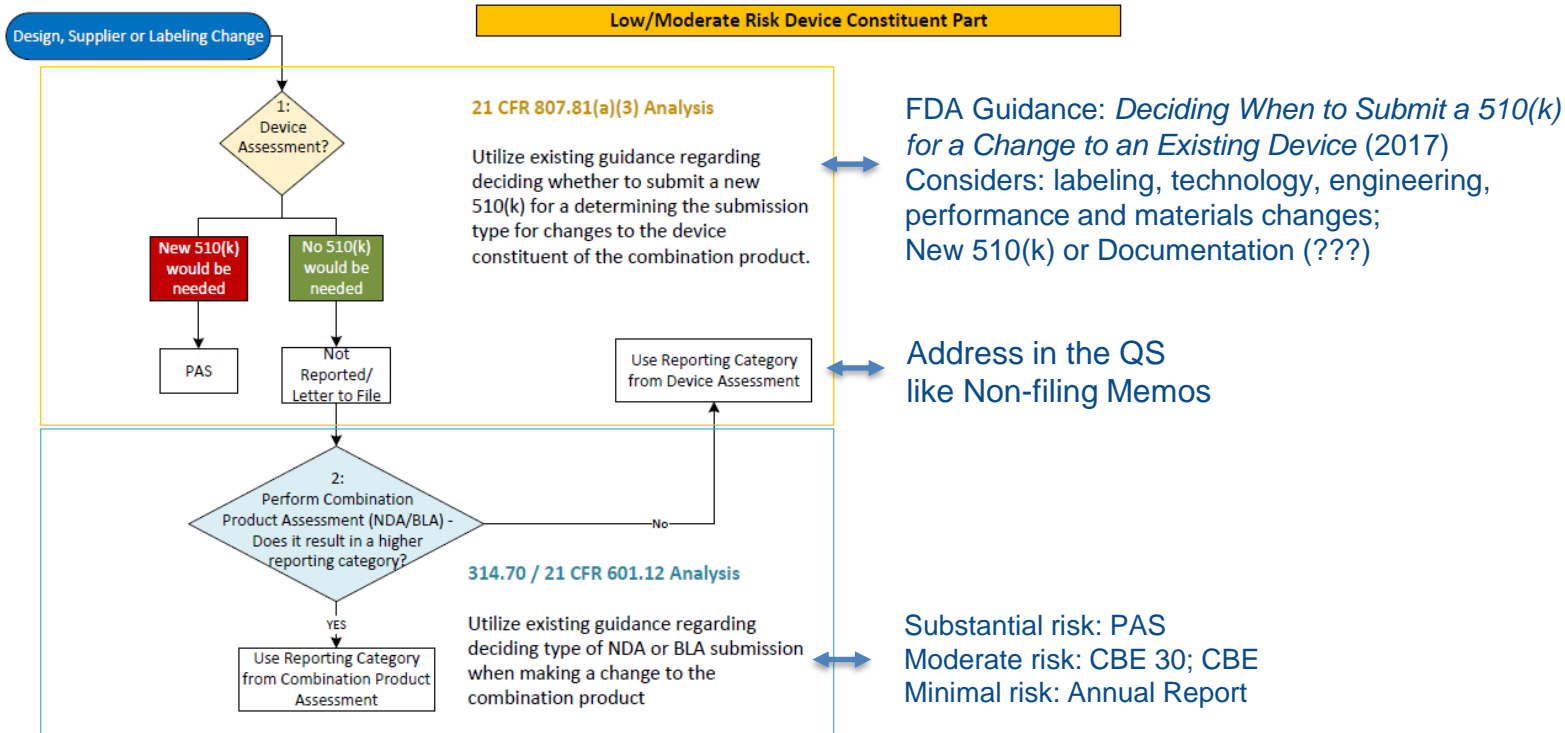 Low/Moderate Risk Device Constituent Part
Design, Supplier or Labeling Change
1:
Device
Assessment?
21 CFR 807.81(a)(3) Analysis
Utilize existing guidance regarding
deciding whether to submit a new
510(k) for a determining the submission
type for changes to the device
constituent of the combination product.
FDA Guidance: Deciding When to Submit a 510(k)
for a Change to an Existing Device (2017)
Considers: labeling, technology, engineering,
performance and materials changes;
New 510(k) or Documentation (???)
New 510(k)
would be
needed
No 510(k)
would be
needed
PAS
Not
Reported/
Letter to File
Use Reporting Category
from Device Assessment
Address in the QS
like Non-filing Memos
2:
Perform Combination
Product Assessment (NDA/BLA) -
Does it result in a higher
reporting category?
No
314.70 / 21 CFR 601.12 Analysis
Utilize existing guidance regarding
deciding type of NDA or BLA submission
when making a change to the
combination product
YES
Use Reporting Category
from Combination Product
Assessment
Substantial risk: PAS
Moderate risk: CBE 30; CBE
Minimal risk: Annual Report